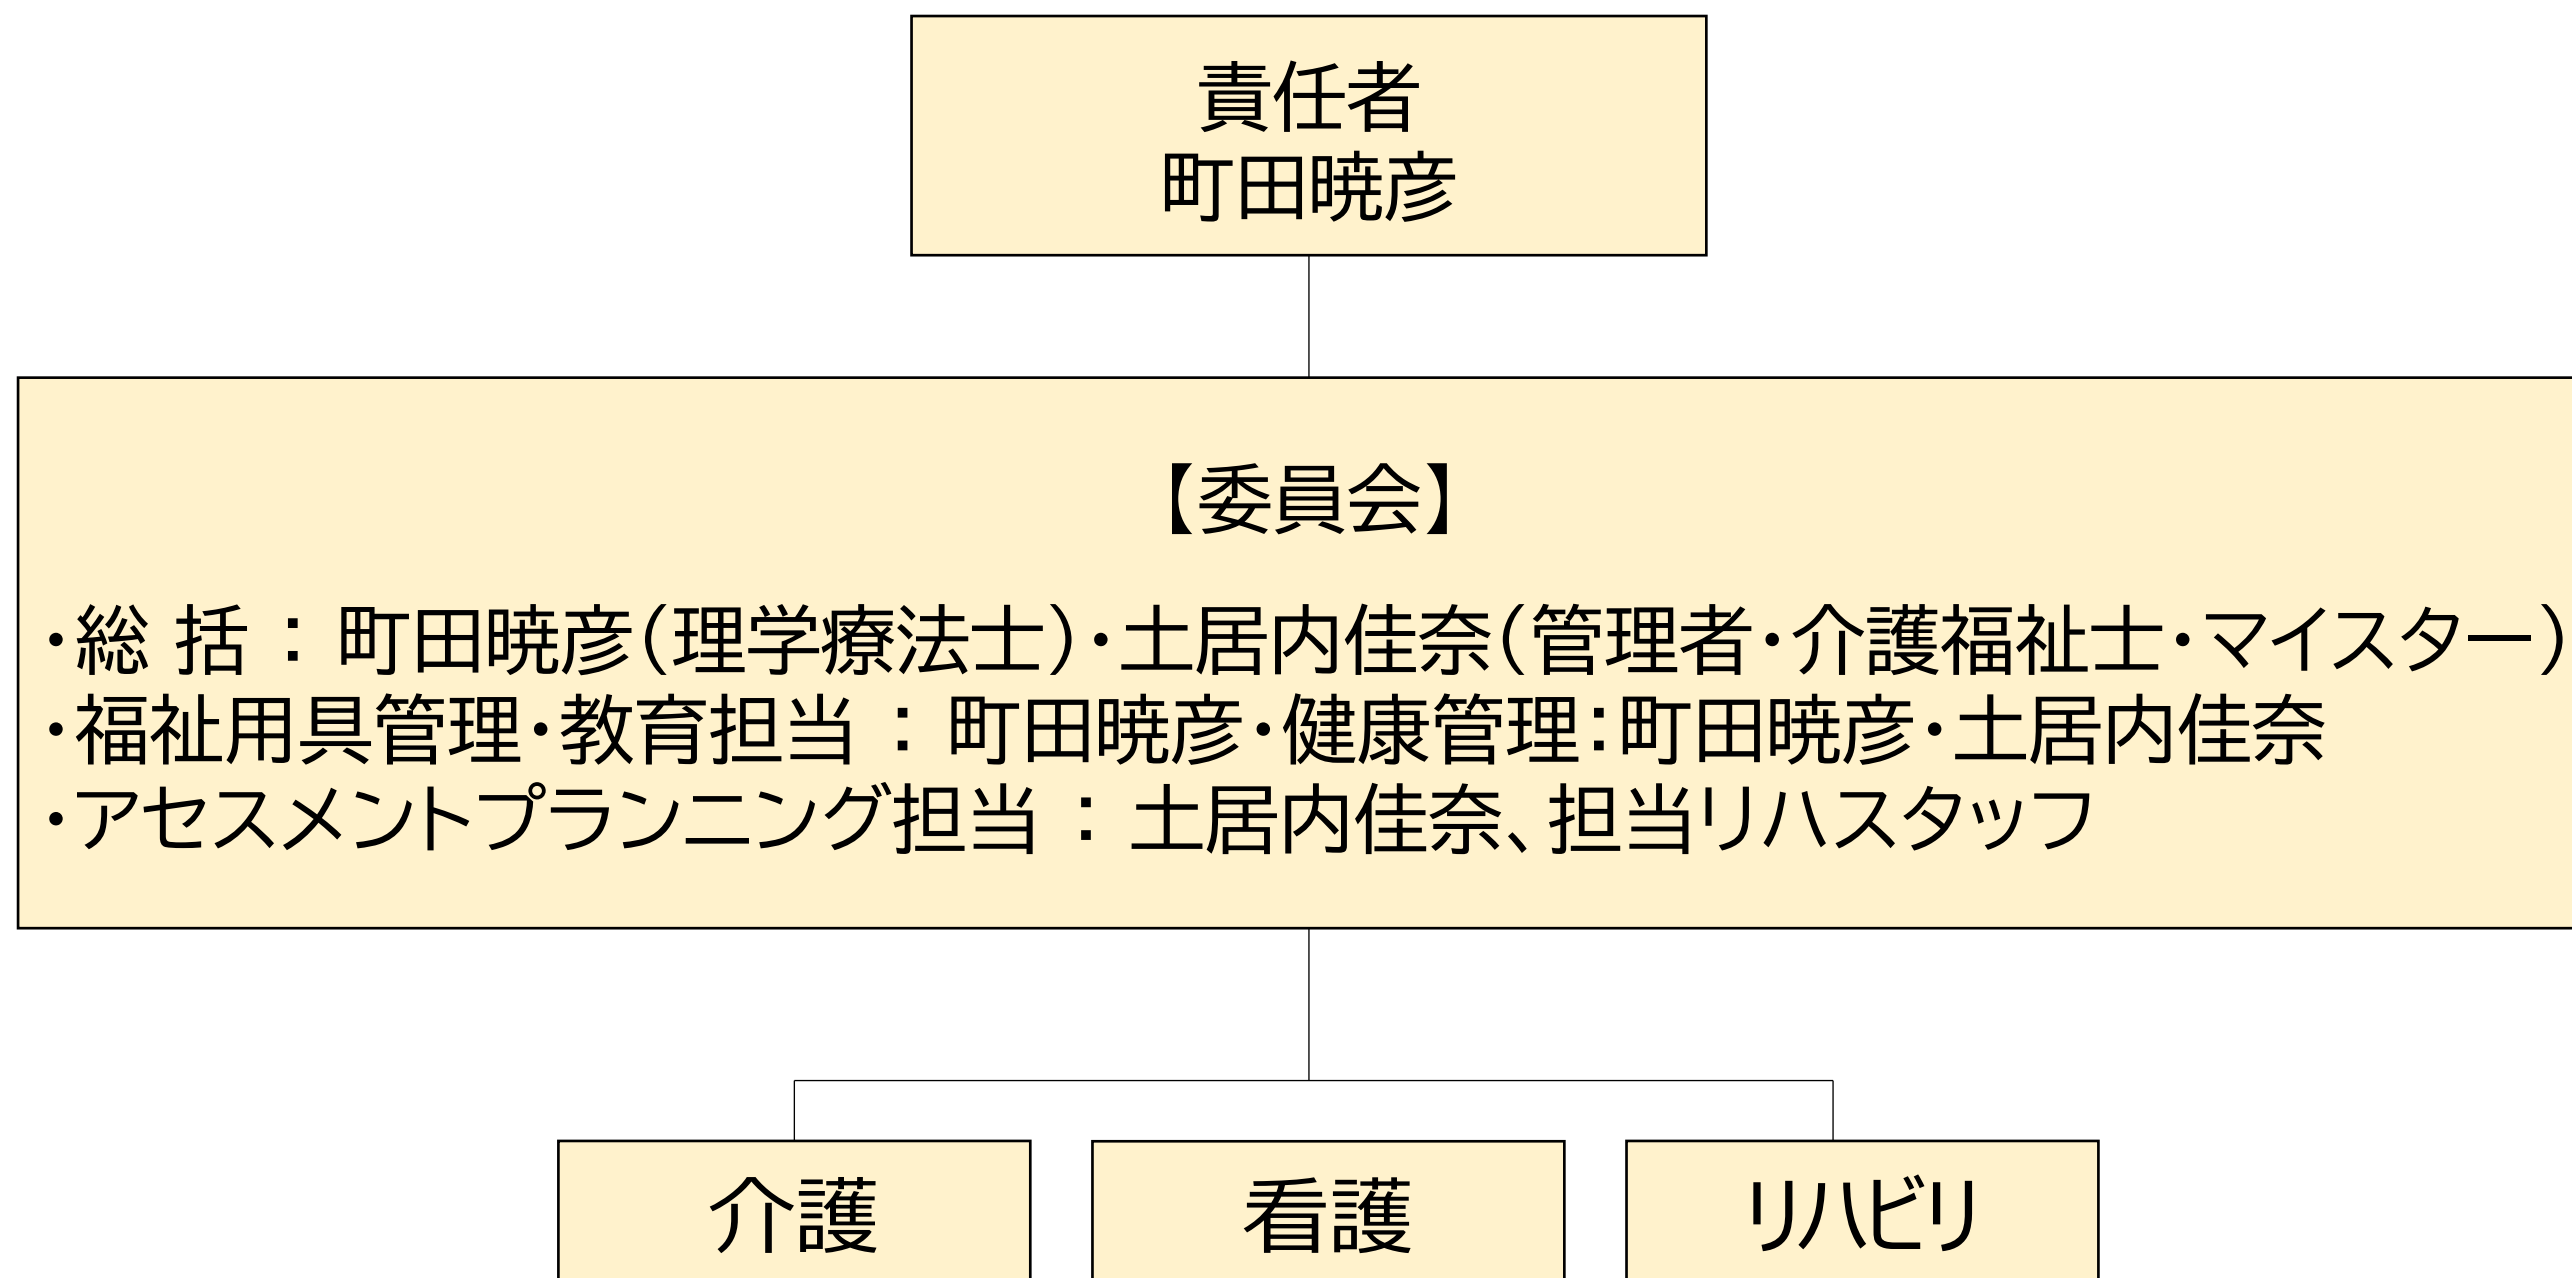 責任者
町田暁彦
【委員会】
・総 括 : 町田暁彦(理学療法士)・土居内佳奈(管理者・介護福祉士・マイスター)
・福祉用具管理・教育担当 : 町田暁彦・健康管理:町田暁彦・土居内佳奈
・アセスメントプランニング担当 : 土居内佳奈、担当リハスタッフ
介護
看護
リハビリ